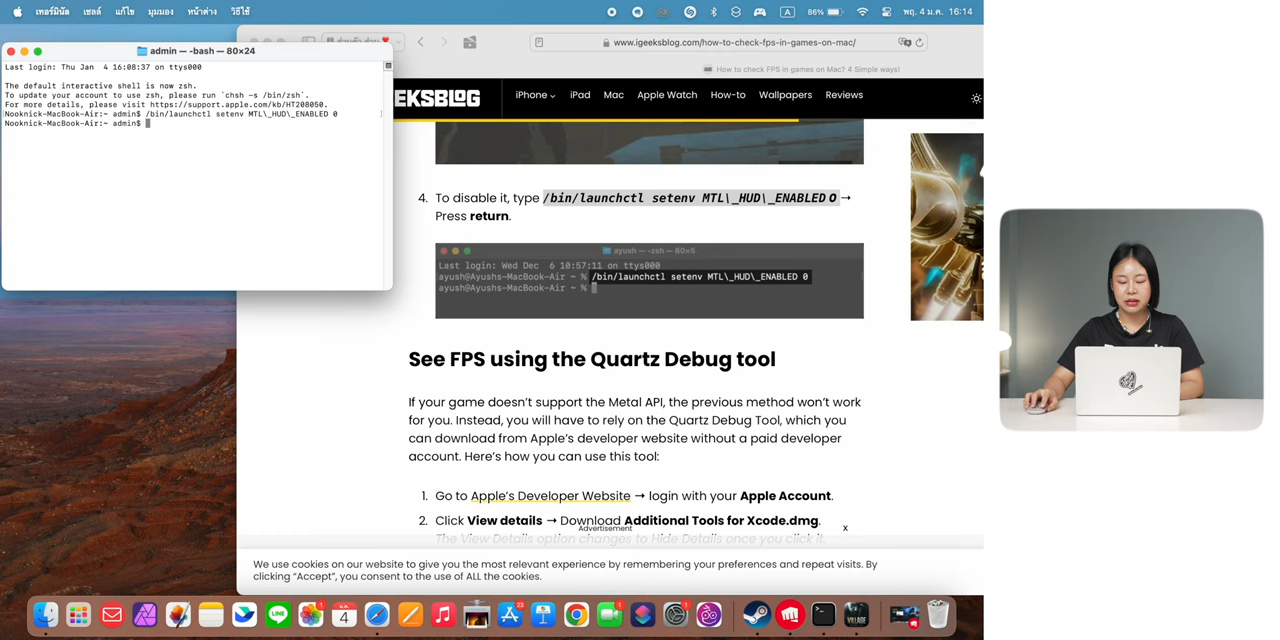 เทอร์มินัล เชลล์ แก้ไข มุมมอง หน้าต่าง วิธีใช้
A 86% พฤ. 4 ม.ค. 16:14
admin — -bash — 80×24
Last login: Thu Jan  4 16:08:37 on ttys000
The default interactive shell is now zsh.
To update your account to use zsh, please run `chsh -s /bin/zsh`.
For more details, please visit https://support.apple.com/kb/HT208050.
Nooknick-MacBook-Air:~ admin$ /bin/launchctl setenv MTL\_HUD\_ENABLED 0
Nooknick-MacBook-Air:~ admin$
www.igeeksblog.com/how-to-check-fps-in-games-on-mac/
How to check FPS in games on Mac? 4 Simple ways!
EKSBLOG
iPhone iPad Mac Apple Watch How-to Wallpapers Reviews
4. To disable it, type /bin/launchctl setenv MTL\_HUD\_ENABLED 0 →
Press return.
ayush — -zsh — 80×5
Last login: Wed Dec  6 10:57:11 on ttys000
ayush@Ayushs-MacBook-Air ~ % /bin/launchctl setenv MTL\_HUD\_ENABLED 0
ayush@Ayushs-MacBook-Air ~ %
See FPS using the Quartz Debug tool
If your game doesn’t support the Metal API, the previous method won’t work
for you. Instead, you will have to rely on the Quartz Debug Tool, which you
can download from Apple’s developer website without a paid developer
account. Here’s how you can use this tool:
1. Go to Apple’s Developer Website → login with your Apple Account.
2. Click View details → Download Additional Tools for Xcode.dmg.
Advertisement
X
The View Details option changes to Hide Details once you click it.
We use cookies on our website to give you the most relevant experience by remembering your preferences and repeat visits. By
clicking “Accept”, you consent to the use of ALL the cookies.
LINE
ม.ค.
4
23
VILLAGE